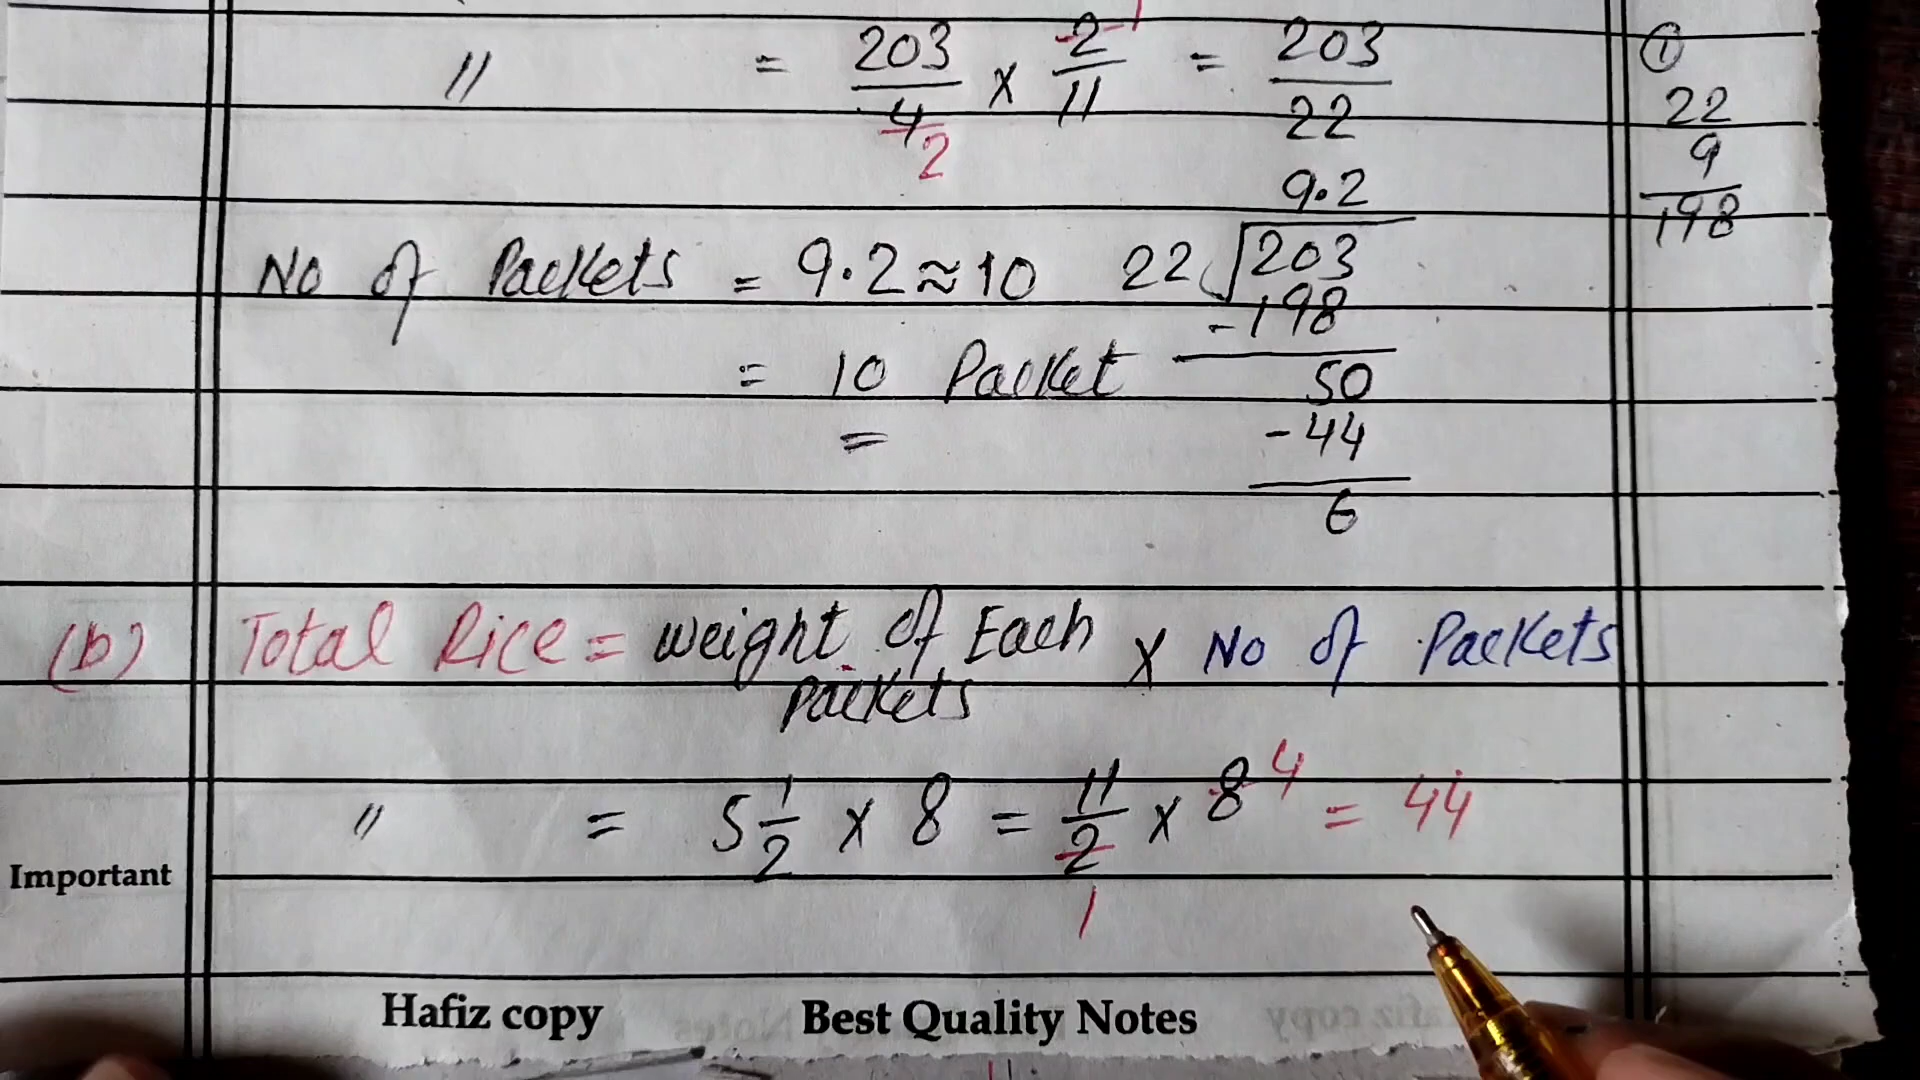 〃 = 203/4 2 × 2/11 1 = 203/22
①
22
9
198
9.2
No of Packets = 9.2 ≈ 10 22 √203
-198
= 10 Packet 50
= -44
6
(b) Total Rice = weight of Each Packets × No of Packets
〃 = 5 1/2 × 8 = 11/2 1 × 8 4 = 44
Important
Hafiz copy Best Quality Notes